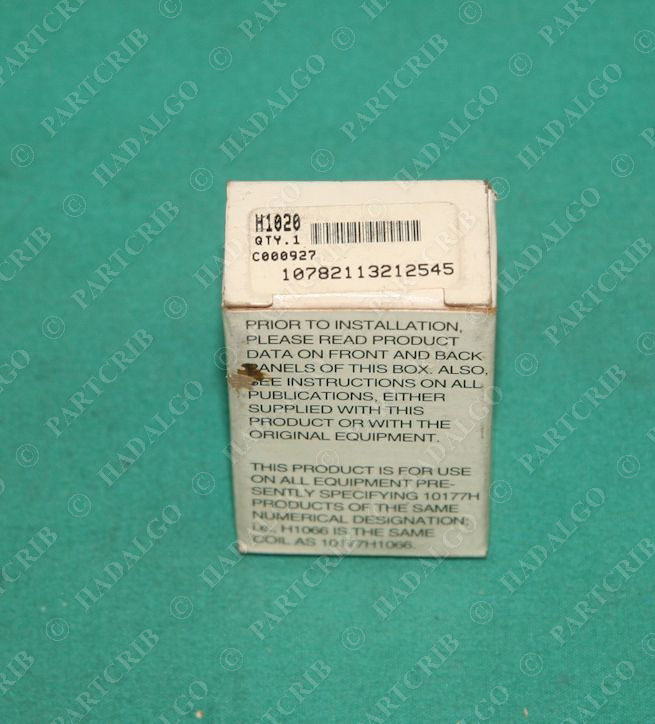 H1020
QTY.1
C000927
10782113212545
PRIOR TO INSTALLATION,
PLEASE READ PRODUCT
DATA ON FRONT AND BACK
PANELS OF THIS BOX. ALSO,
SEE INSTRUCTIONS ON ALL
PUBLICATIONS, EITHER
SUPPLIED WITH THIS
PRODUCT OR WITH THE
ORIGINAL EQUIPMENT.
THIS PRODUCT IS FOR USE
ON ALL EQUIPMENT PRE-
SENTLY SPECIFYING 10177H
PRODUCTS OF THE SAME
NUMERICAL DESIGNATION;
i.e., H1066 IS THE SAME
COIL AS 10177H1066.
© PARTCRIB
© HADALGO